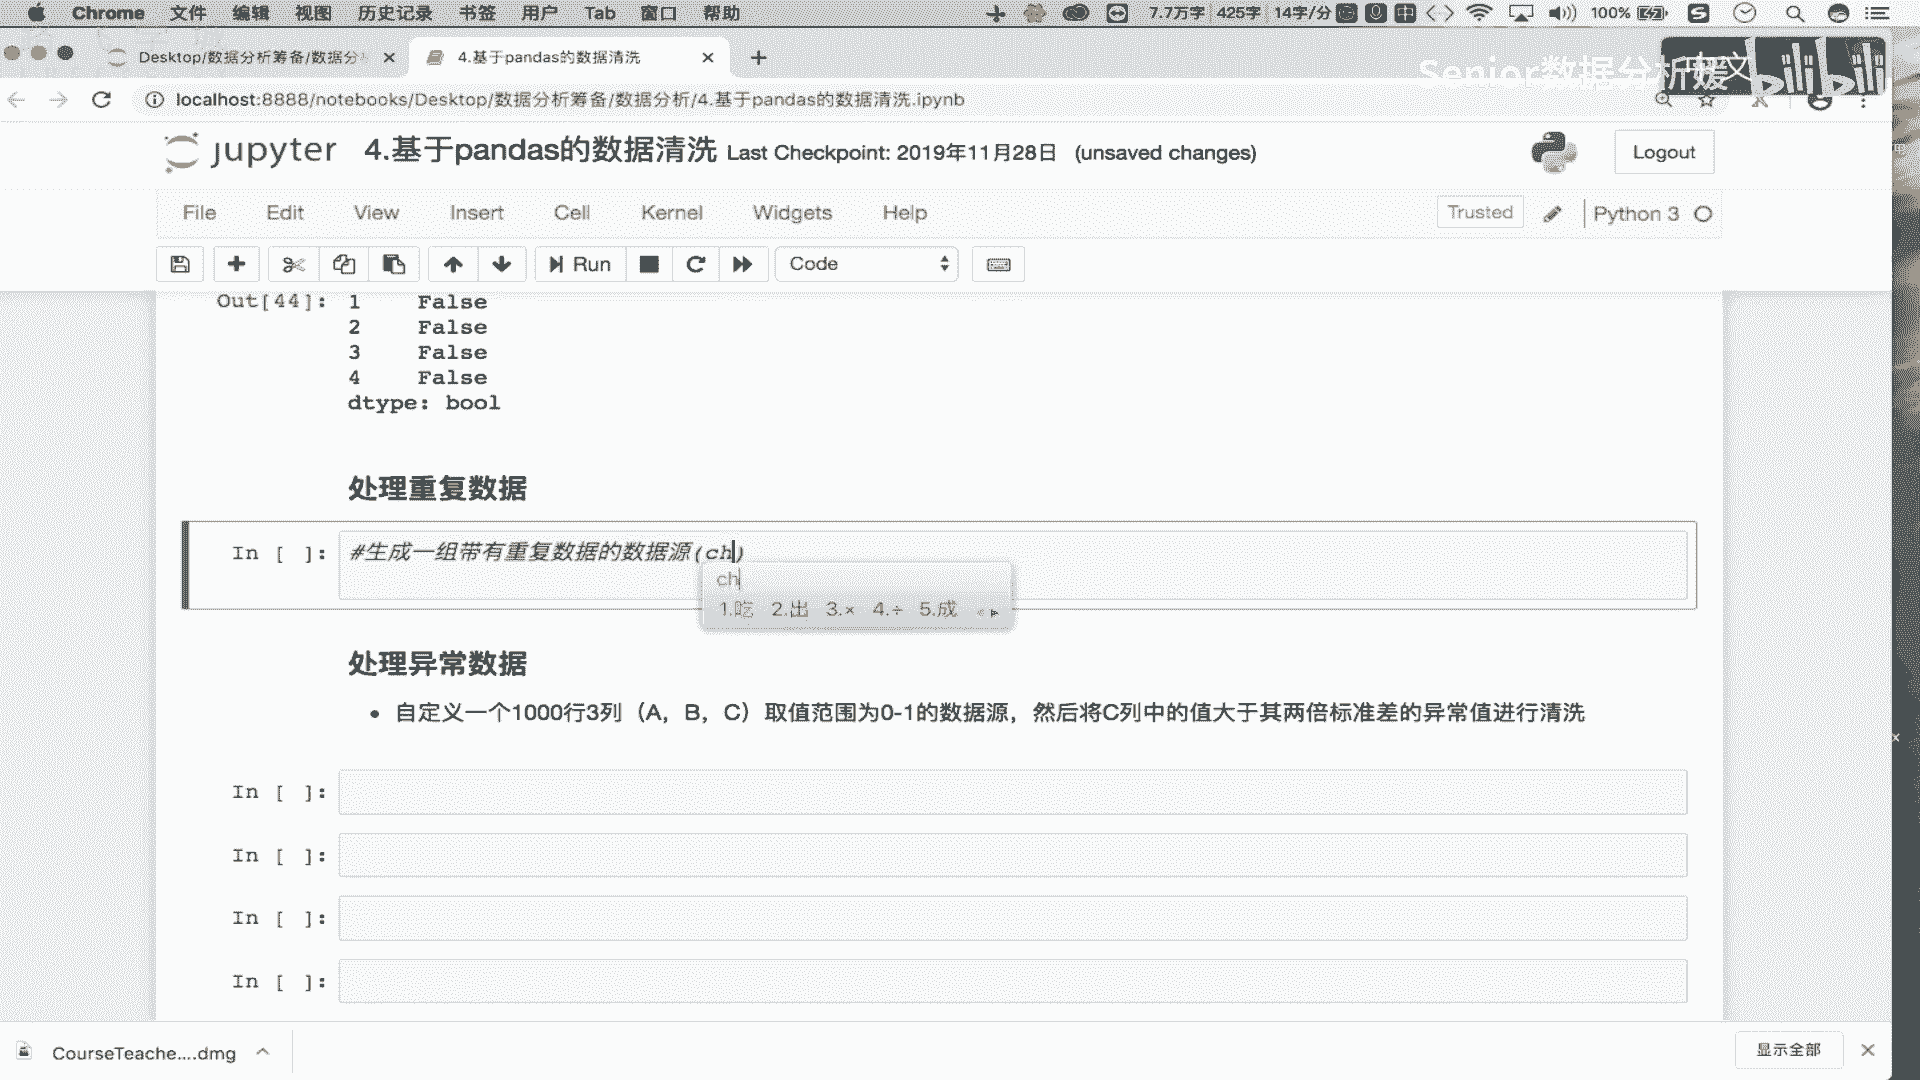 Chrome 文件 编辑 视图 历史记录 书签 用户 Tab 窗口 帮助 7.7万字 425字 14字/分 中 100%
Desktop/数据分析筹备/数据分
4.基于pandas的数据清洗
Senior数据分析媛
中文
bilibili
localhost:8888/notebooks/Desktop/数据分析筹备/数据分析/4.基于pandas的数据清洗.ipynb
jupyter 4.基于pandas的数据清洗 Last Checkpoint: 2019年11月28日 (unsaved changes)
Logout
File Edit View Insert Cell Kernel Widgets Help
Trusted Python 3
Run Code
Out[44]: 1 False
2 False
3 False
4 False
dtype: bool
处理重复数据
In [ ]: #生成一组带有重复数据的数据源(ch)
ch
1.吃 2.出 3.× 4.÷ 5.成
处理异常数据
• 自定义一个1000行3列（A，B，C）取值范围为0-1的数据源，然后将C列中的值大于其两倍标准差的异常值进行清洗
In [ ]:
In [ ]:
In [ ]:
In [ ]:
CourseTeache....dmg
显示全部